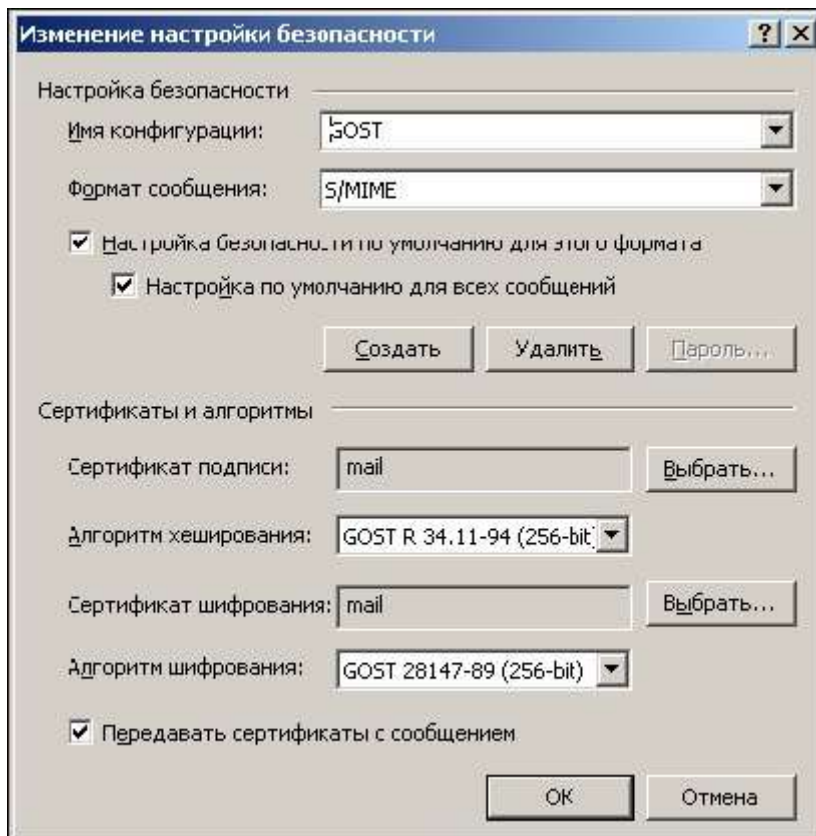 Изменение настройки безопасности
Настройка безопасности
Имя конфигурации: GOST
Формат сообщения: S/MIME
Настройка безопасности по умолчанию для этого формата
Настройка по умолчанию для всех сообщений
Создать Удалить Пароль...
Сертификаты и алгоритмы
Сертификат подписи: mail Выбрать...
Алгоритм хеширования: GOST R 34.11-94 (256-bit)
Сертификат шифрования: mail Выбрать...
Алгоритм шифрования: GOST 28147-89 (256-bit)
Передавать сертификаты с сообщением
ОК Отмена